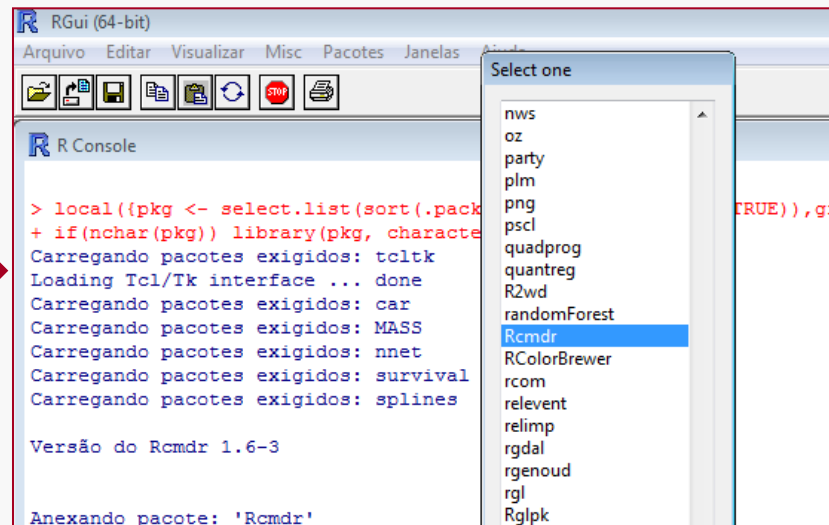 RGui (64-bit)
Arquivo Editar Visualizar Misc Pacotes Janelas Ajuda
STOP
R Console
> local({pkg <- select.list(sort(.pack
TRUE)),g
+ if(nchar(pkg)) library(pkg, characte
Carregando pacotes exigidos: tcltk
Loading Tcl/Tk interface ... done
Carregando pacotes exigidos: car
Carregando pacotes exigidos: MASS
Carregando pacotes exigidos: nnet
Carregando pacotes exigidos: survival
Carregando pacotes exigidos: splines
Versão do Rcmdr 1.6-3
Anexando pacote: 'Rcmdr'
Select one
nws
oz
party
plm
png
pscl
quadprog
quantreg
R2wd
randomForest
Rcmdr
RColorBrewer
rcom
relevent
relimp
rgdal
rgenoud
rgl
Rglpk